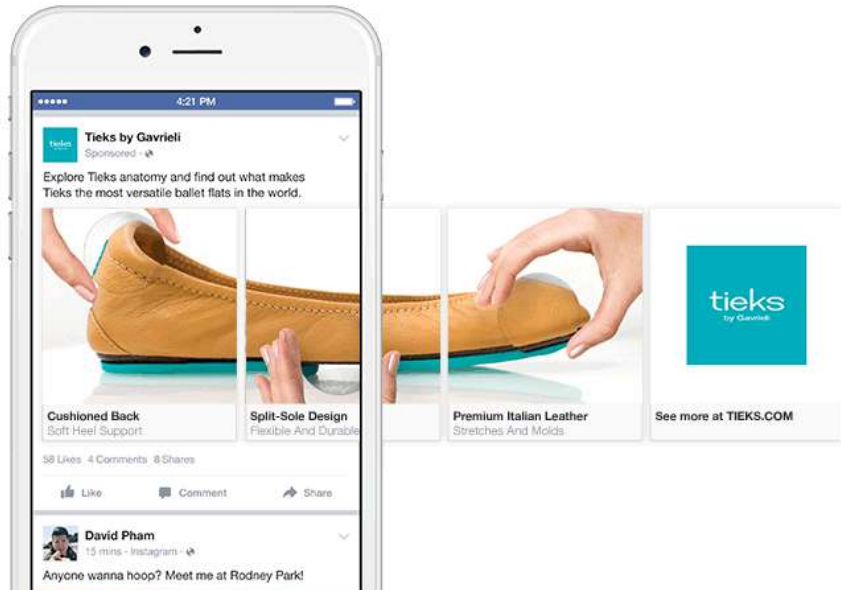 4:21 PM
tieks
Tieks by Gavrieli
Sponsored ·
Explore Tieks anatomy and find out what makes
Tieks the most versatile ballet flats in the world.
tieks
by Gavrieli
Cushioned Back
Soft Heel Support
Split-Sole Design
Flexible And Durable
Premium Italian Leather
Stretches And Molds
See more at TIEKS.COM
58 Likes 4 Comments 8 Shares
Like Comment Share
David Pham
15 mins · Instagram ·
Anyone wanna hoop? Meet me at Rodney Park!